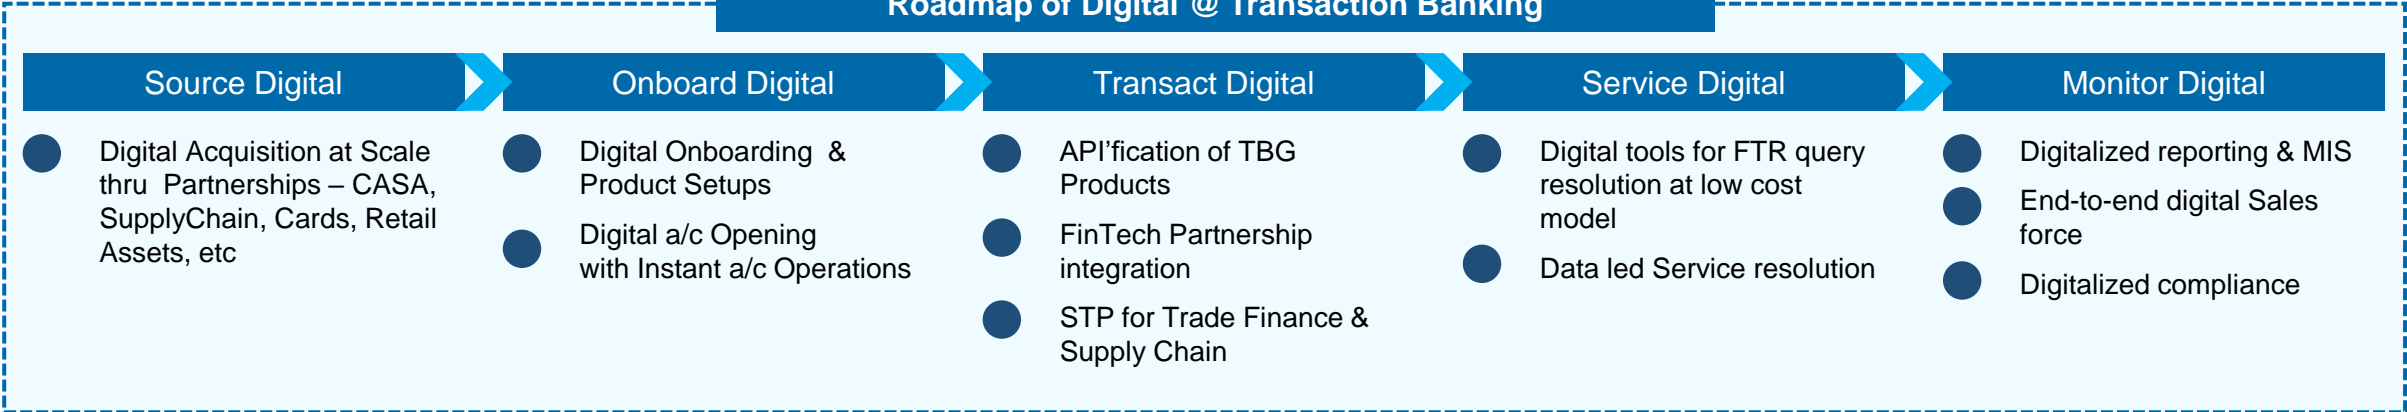 Roadmap of Digital @ Transaction Banking
Source Digital
Onboard Digital
Transact Digital
Service Digital
Monitor Digital
Digital Acquisition at Scale
thru  Partnerships – CASA,
SupplyChain, Cards, Retail
Assets, etc
Digital Onboarding  &
Product Setups
Digital a/c Opening
with Instant a/c Operations
API’fication of TBG
Products
FinTech Partnership
integration
STP for Trade Finance &
Supply Chain
Digital tools for FTR query
resolution at low cost
model
Data led Service resolution
Digitalized reporting & MIS
End-to-end digital Sales
force
Digitalized compliance